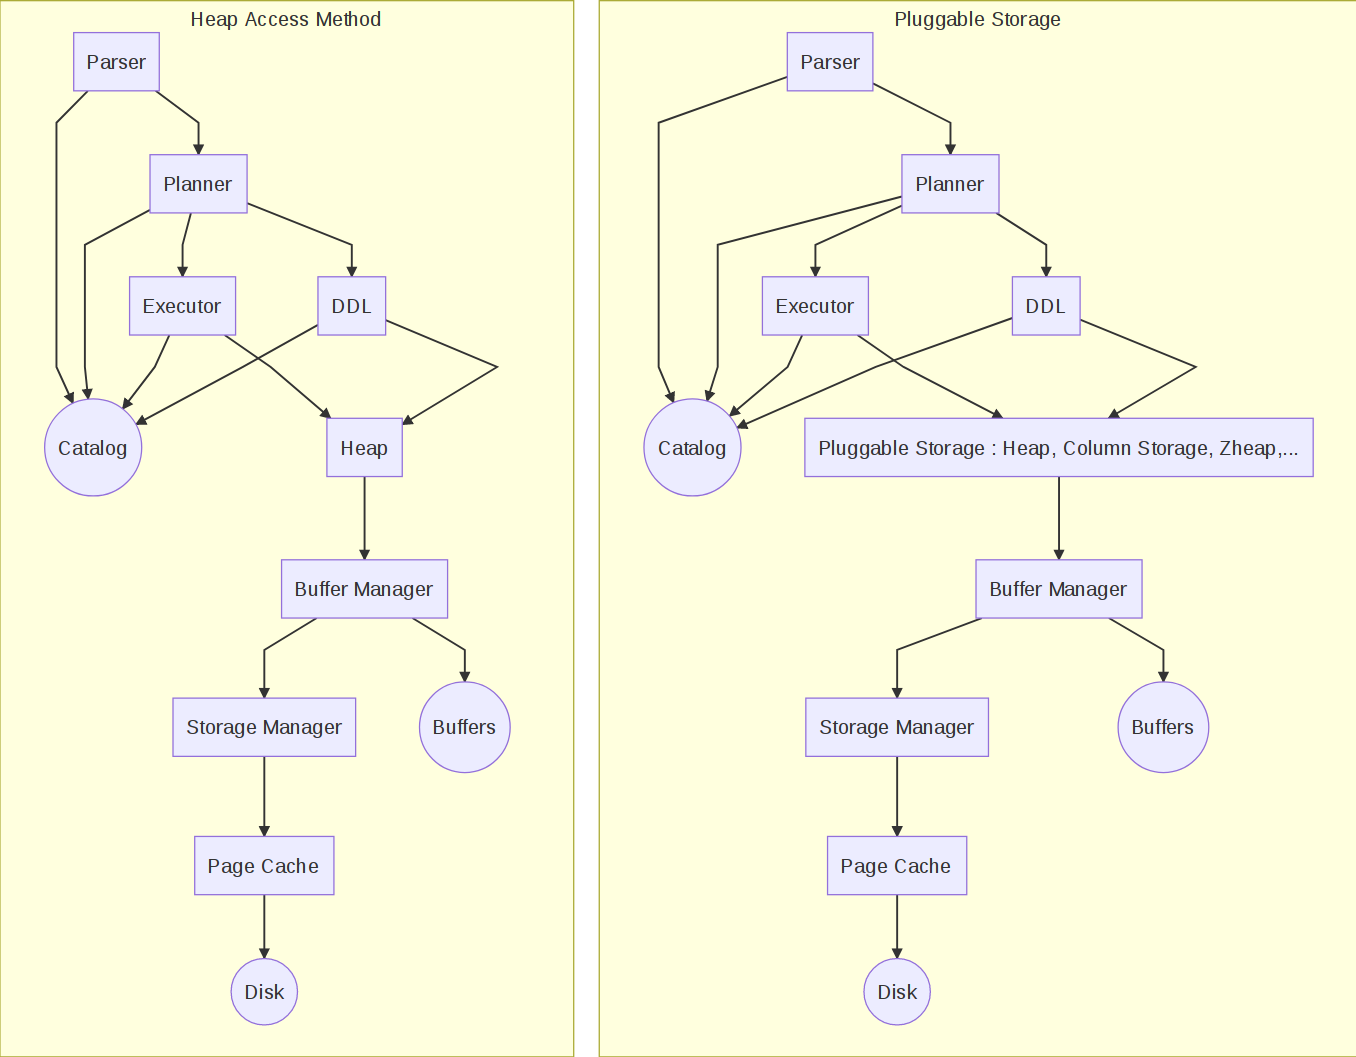 Heap Access Method
Parser
Planner
Executor
DDL
Catalog
Heap
Buffer Manager
Storage Manager
Buffers
Page Cache
Disk
Pluggable Storage
Parser
Planner
Executor
DDL
Catalog
Pluggable Storage : Heap, Column Storage, Zheap,...
Buffer Manager
Storage Manager
Buffers
Page Cache
Disk